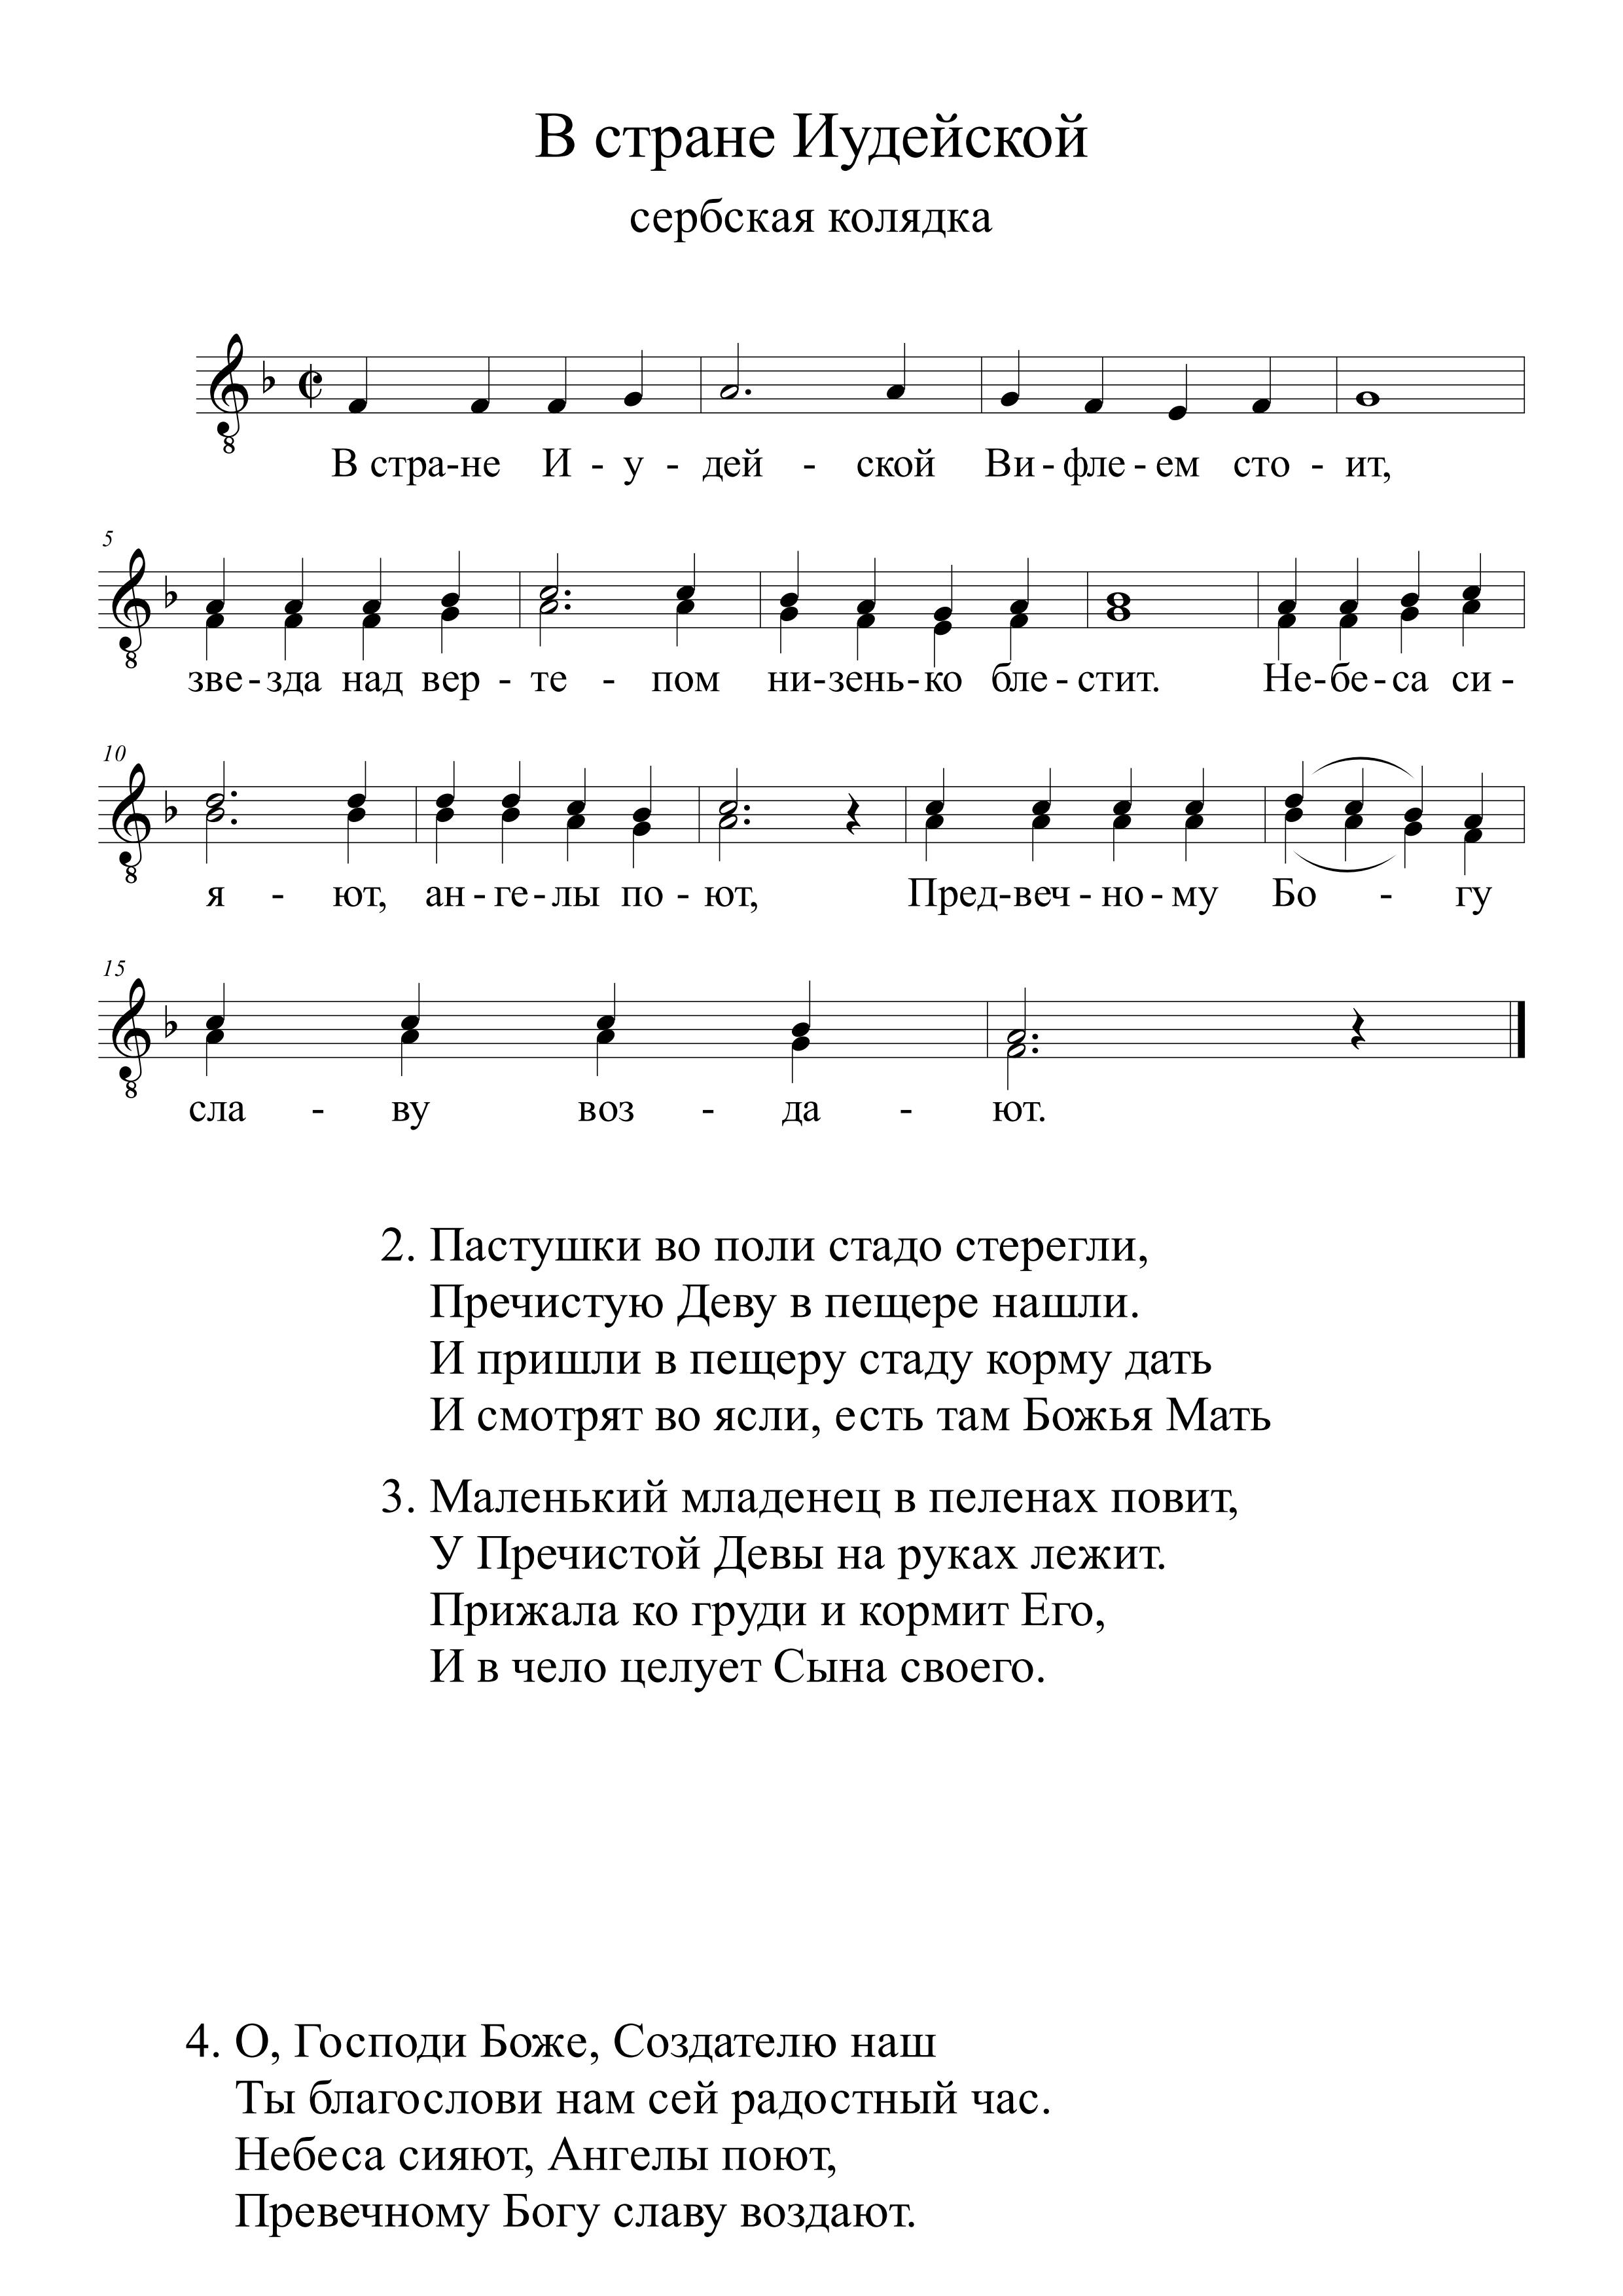 В стране Иудейской
сербская колядка
8
В стра-не И - у - дей - ской Ви - фле - ем сто - ит,
5
8
зве - зда над вер - те - пом ни-зень-ко бле - стит. Не-бе - са си -
10
8
я - ют, ан - ге - лы по - ют, Пред-веч - но - му Бо - гу
15
8
сла - ву воз - да - ют.
2. Пастушки во поли стадо стерегли,
Пречистую Деву в пещере нашли.
И пришли в пещеру стаду корму дать
И смотрят во ясли, есть там Божья Мать
3. Маленький младенец в пеленах повит,
У Пречистой Девы на руках лежит.
Прижала ко груди и кормит Его,
И в чело целует Сына своего.
4. О, Господи Боже, Создателю наш
Ты благослови нам сей радостный час.
Небеса сияют, Ангелы поют,
Превечному Богу славу воздают.